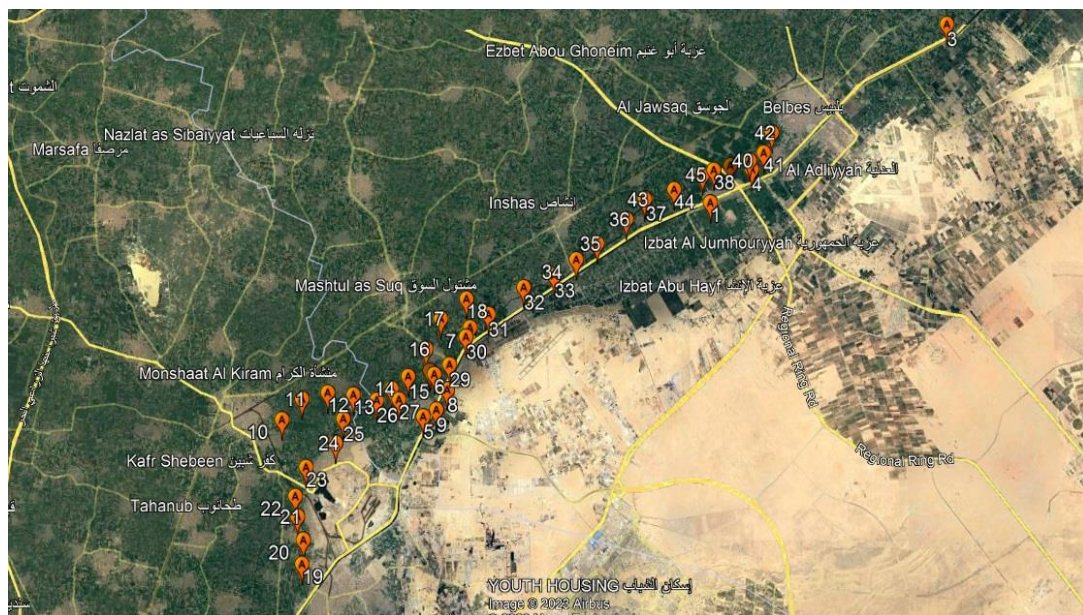 3
Ezbet Abou Ghoneim عزبة أبو غنيم
الشموت
Al Jawsaq الجوسق
Belbes بلبيس
Nazlat as Sibaiyyat نزله السباعيات
42
Marsafa مرصفا
40
41
45
38
4
Al Adliyyah العدلية
Inshas إنشاص
43
44
37
1
36
35
Izbat Al Jumhouryyah عزبه الجمهورية
34
33
Mashtul as Suq مشتول السوق
32
Izbat Abu Hayf
18
31
17
7
30
16
Regional Ring Rd
Monshaat Al Kiram منشأة الكرام
6
29
14
15
11
12
13
8
26
27
9
5
10
25
24
Kafr Shebeen كفر شبين
Regional Ring Rd
23
Tahanub طحانوب
22
21
20
19
YOUTH HOUSING إسكان الشباب
Image © 2023 Airbus